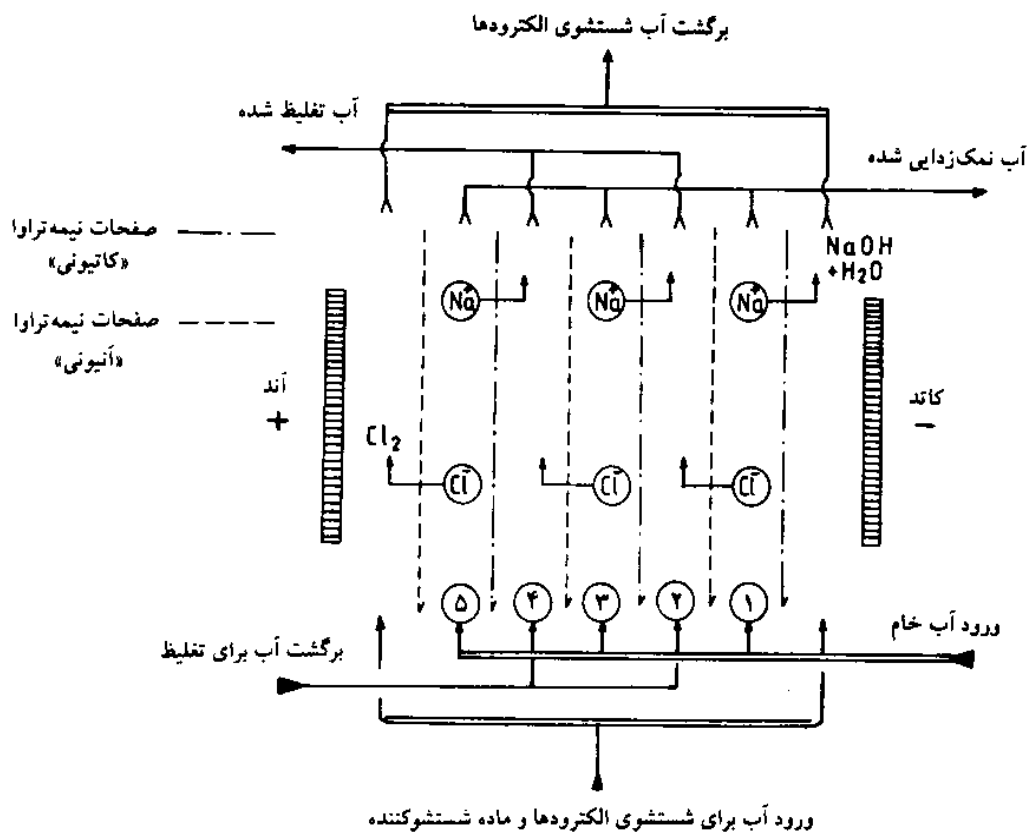 برگشت آب شستشوی الکترودها
آب تغلیظ شده
آب نمک‌زدایی شده
صفحات نیمه‌تراوا
«کاتیونی»
NaOH
+H₂O
Na⁺ Na⁺ Na⁺
صفحات نیمه‌تراوا
«آنیونی»
آند
+
کاتد
-
Cl₂
Cl⁻ Cl⁻ Cl⁻
۵ ۴ ۳ ۲ ۱
ورود آب خام
برگشت آب برای تغلیظ
ورود آب برای شستشوی الکترودها و ماده شستشوکننده